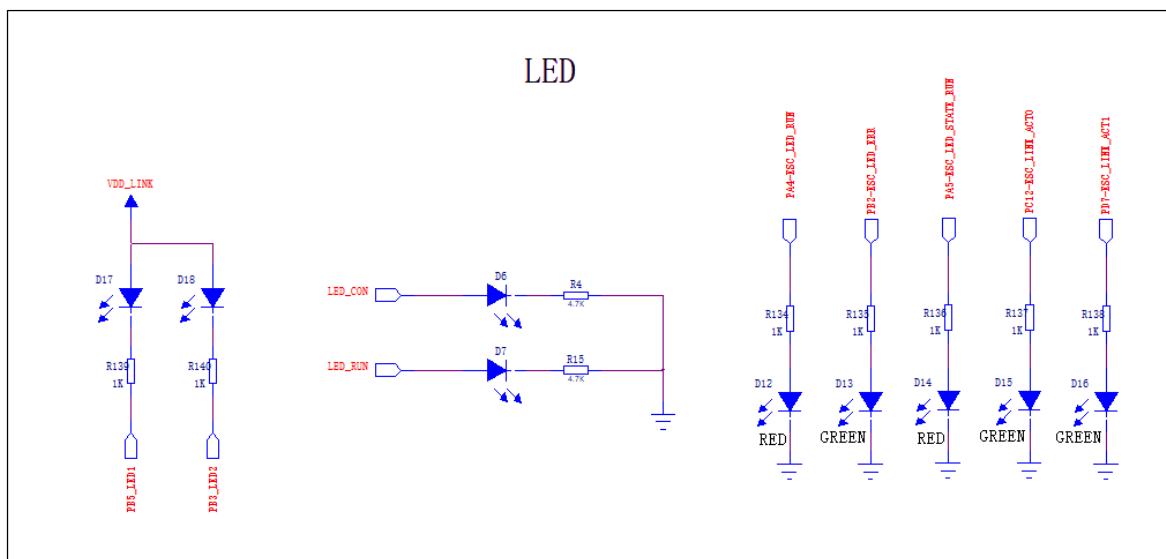 LED
VDD_LINK
D17
D18
R139
1K
R140
1K
PB5_LED1
PB3_LED2
LED_CON
D6
R4
4.7K
LED_RUN
D7
R15
4.7K
PA4-ESC_LED_RUN
PB2-ESC_LED_ERR
PA5-ESC_LED_STATE_RUN
PC12-ESC_LINK_ACT0
PD7-ESC_LINK_ACT1
R134
1K
R135
1K
R136
1K
R137
1K
R138
1K
D12
RED
D13
GREEN
D14
RED
D15
GREEN
D16
GREEN